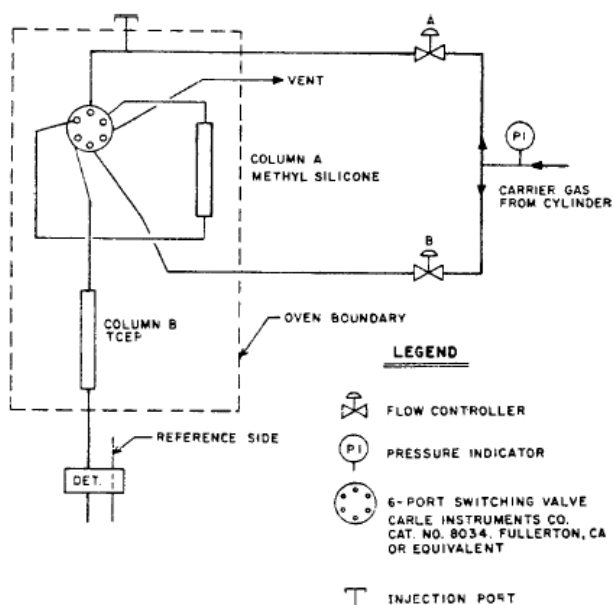 A
VENT
PI
COLUMN A
METHYL SILICONE
CARRIER GAS
FROM CYLINDER
B
COLUMN B
TCEP
OVEN BOUNDARY
LEGEND
FLOW CONTROLLER
REFERENCE SIDE
PI
PRESSURE INDICATOR
DET.
6-PORT SWITCHING VALVE
CARLE INSTRUMENTS CO.
CAT. NO. 8034, FULLERTON, CA
OR EQUIVALENT
INJECTION PORT